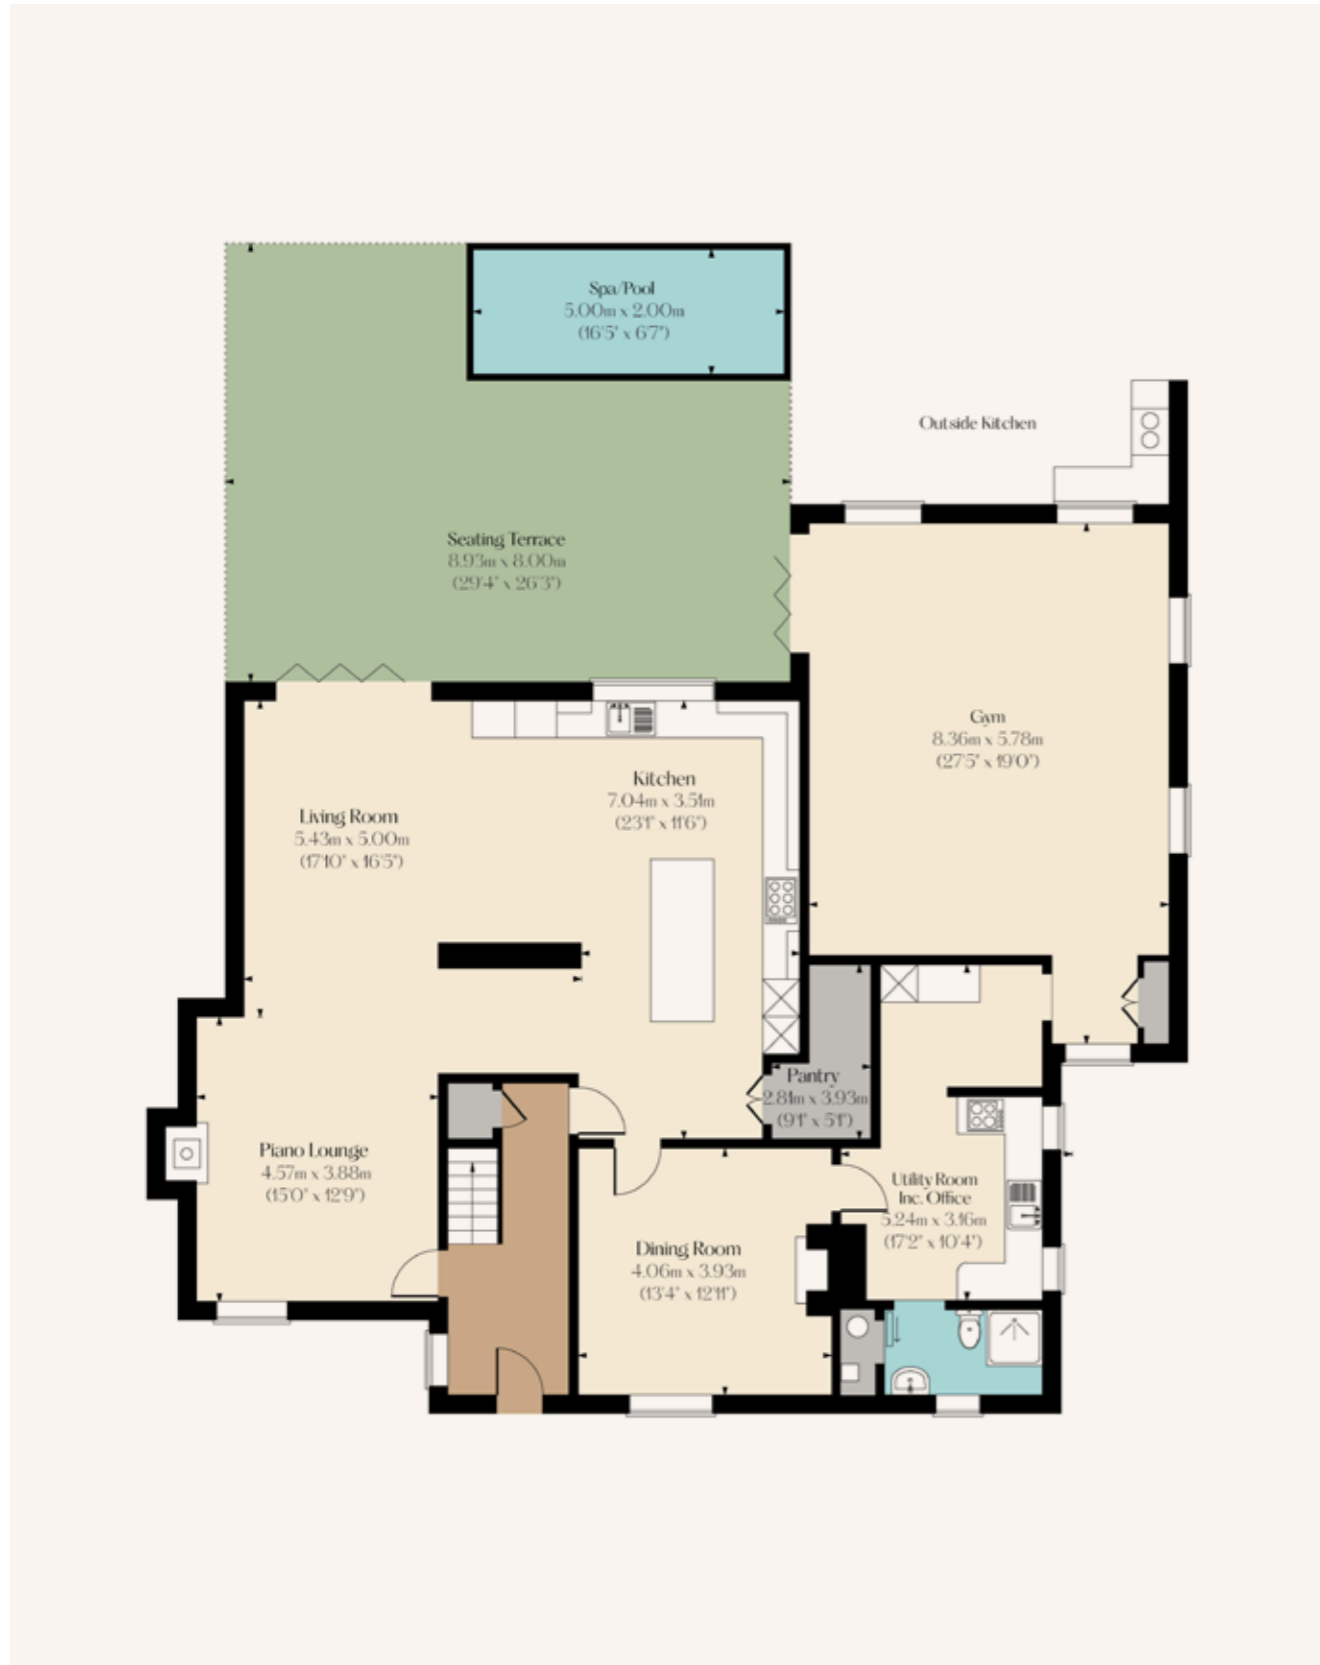 Spa/Pool
5.00m x 2.00m
(16'5" x 6'7")
Outside Kitchen
Seating Terrace
8.93m x 8.00m
(29'4" x 26'3")
Gym
8.36m x 5.78m
(27'5" x 19'0")
Kitchen
7.04m x 3.51m
(23'1" x 11'6")
Living Room
5.43m x 5.00m
(17'10" x 16'5")
Pantry
2.81m x 3.93m
(9'1" x 5'1")
Piano Lounge
4.57m x 3.88m
(15'0" x 12'9")
Utility Room
Inc. Office
5.24m x 3.16m
(17'2" x 10'4")
Dining Room
4.06m x 3.93m
(13'4" x 12'11")